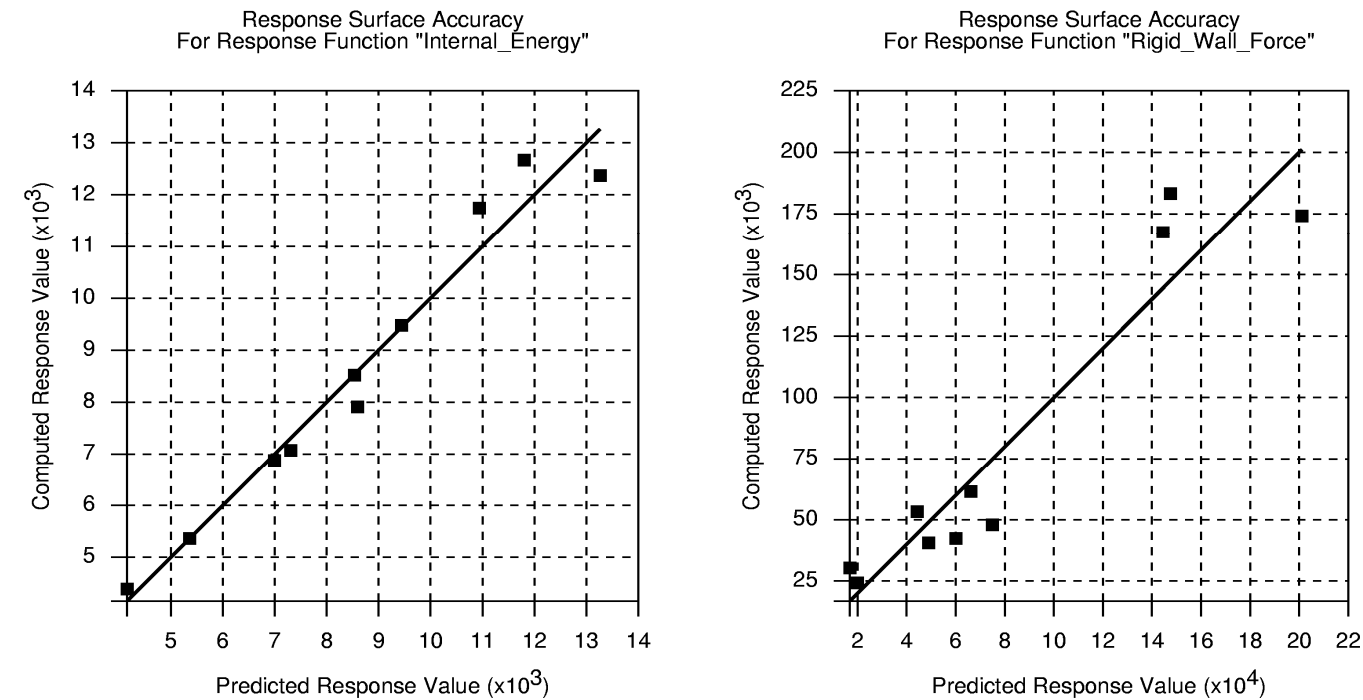 Response Surface Accuracy
For Response Function "Internal_Energy"
14
13
12
11
10
9
8
7
6
5
Computed Response Value (x10³)
5 6 7 8 9 10 11 12 13 14
Predicted Response Value (x10³)
Response Surface Accuracy
For Response Function "Rigid_Wall_Force"
225
200
175
150
125
100
75
50
25
Computed Response Value (x10³)
2 4 6 8 10 12 14 16 18 20 22
Predicted Response Value (x10⁴)